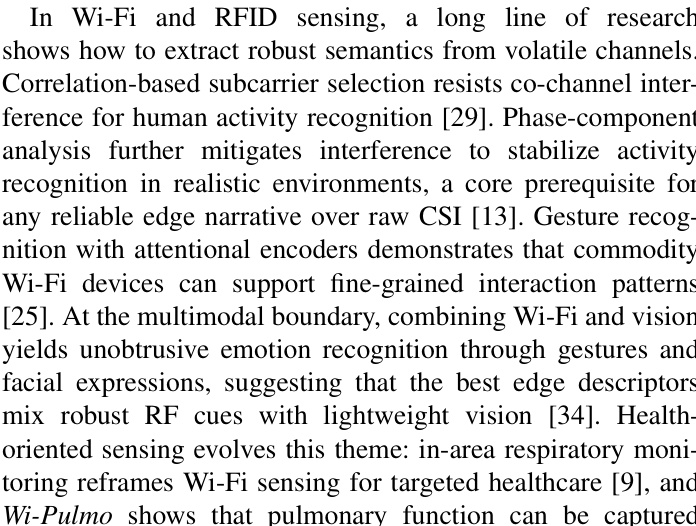 In Wi-Fi and RFID sensing, a long line of research
shows how to extract robust semantics from volatile channels.
Correlation-based subcarrier selection resists co-channel inter-
ference for human activity recognition [29]. Phase-component
analysis further mitigates interference to stabilize activity
recognition in realistic environments, a core prerequisite for
any reliable edge narrative over raw CSI [13]. Gesture recog-
nition with attentional encoders demonstrates that commodity
Wi-Fi devices can support fine-grained interaction patterns
[25]. At the multimodal boundary, combining Wi-Fi and vision
yields unobtrusive emotion recognition through gestures and
facial expressions, suggesting that the best edge descriptors
mix robust RF cues with lightweight vision [34]. Health-
oriented sensing evolves this theme: in-area respiratory moni-
toring reframes Wi-Fi sensing for targeted healthcare [9], and
Wi-Pulmo shows that pulmonary function can be captured